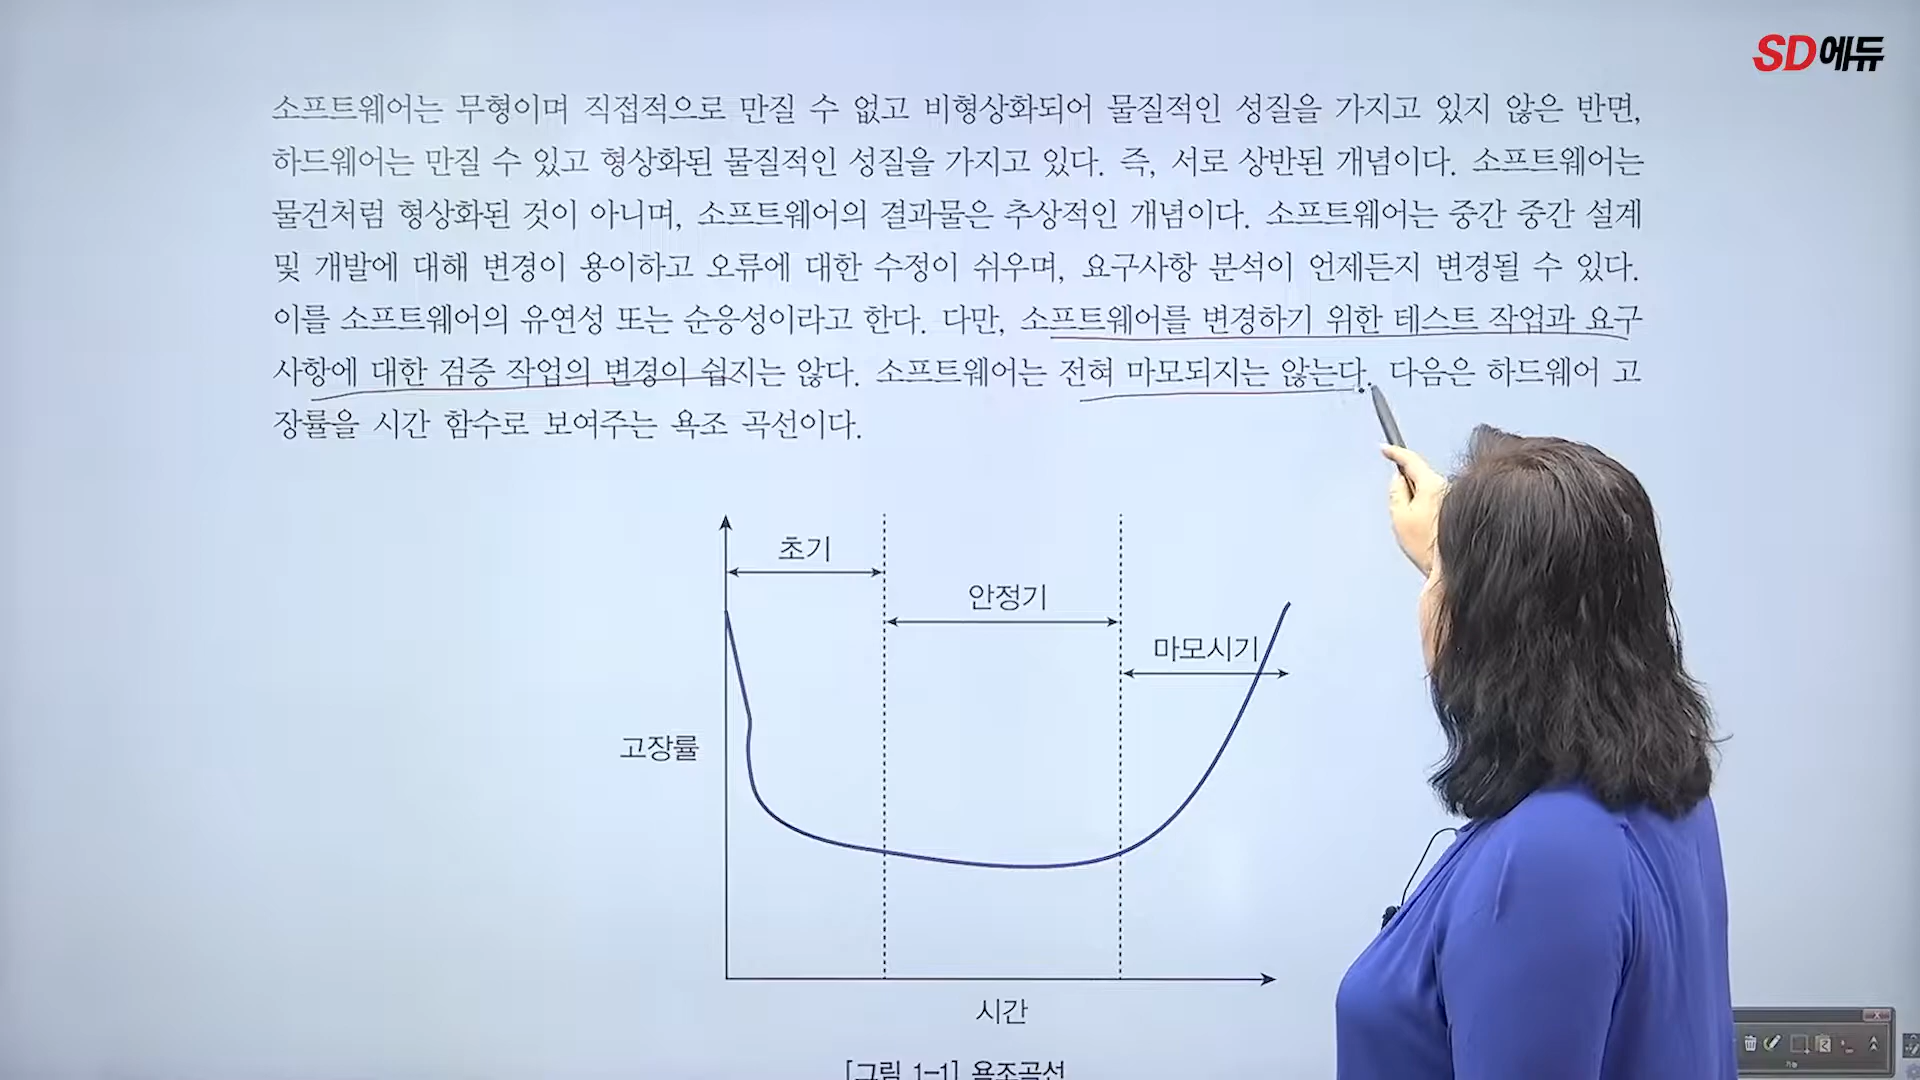 SD에듀
소프트웨어는 무형이며 직접적으로 만질 수 없고 비형상화되어 물질적인 성질을 가지고 있지 않은 반면,
하드웨어는 만질 수 있고 형상화된 물질적인 성질을 가지고 있다. 즉, 서로 상반된 개념이다. 소프트웨어는
물건처럼 형상화된 것이 아니며, 소프트웨어의 결과물은 추상적인 개념이다. 소프트웨어는 중간 중간 설계
및 개발에 대해 변경이 용이하고 오류에 대한 수정이 쉬우며, 요구사항 분석이 언제든지 변경될 수 있다.
이를 소프트웨어의 유연성 또는 순응성이라고 한다. 다만, 소프트웨어를 변경하기 위한 테스트 작업과 요구
사항에 대한 검증 작업의 변경이 쉽지는 않다. 소프트웨어는 전혀 마모되지는 않는다. 다음은 하드웨어 고
장률을 시간 함수로 보여주는 욕조 곡선이다.
초기
안정기
마모시기
고장률
시간
[그림 1-1] 욕조곡선